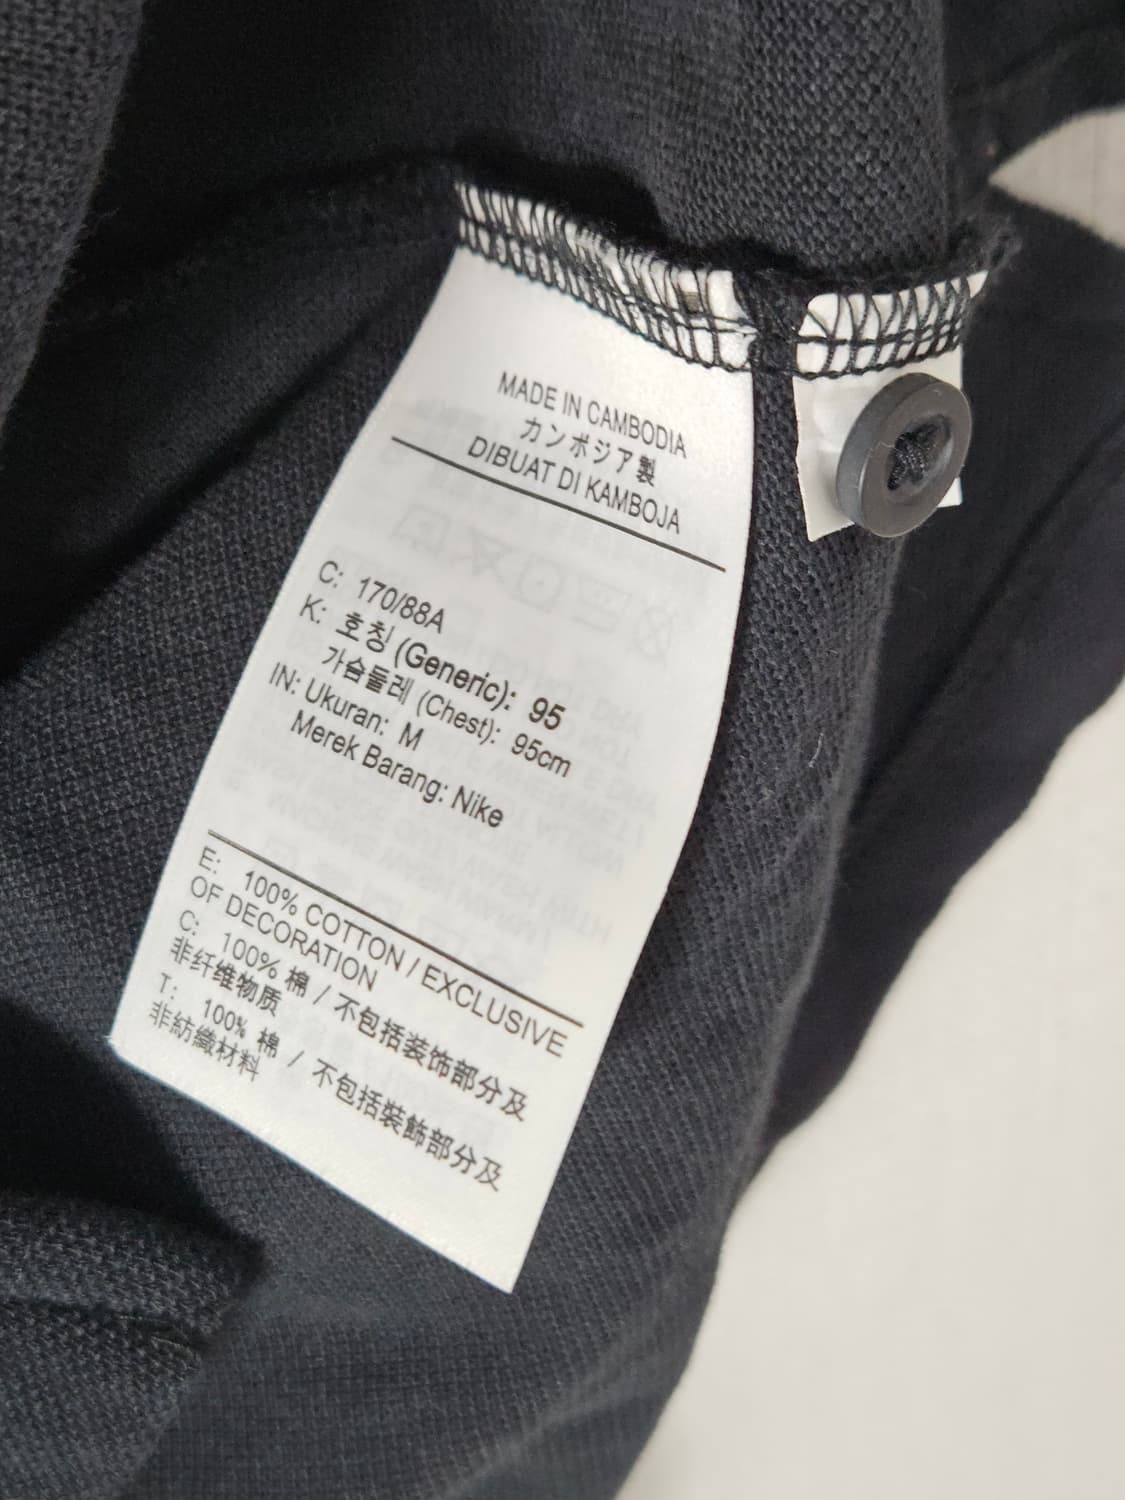 MADE IN CAMBODIA
カンボジア製
DIBUAT DI KAMBOJA
C: 170/88A
K: 호칭 (Generic): 95
가슴둘레 (Chest): 95cm
IN: Ukuran: M
Merek Barang: Nike
E: 100% COTTON / EXCLUSIVE
OF DECORATION
C: 100% 棉 / 不包括装饰部分及
非纤维物质
T: 100% 棉 / 不包括裝飾部分及
非紡織材料